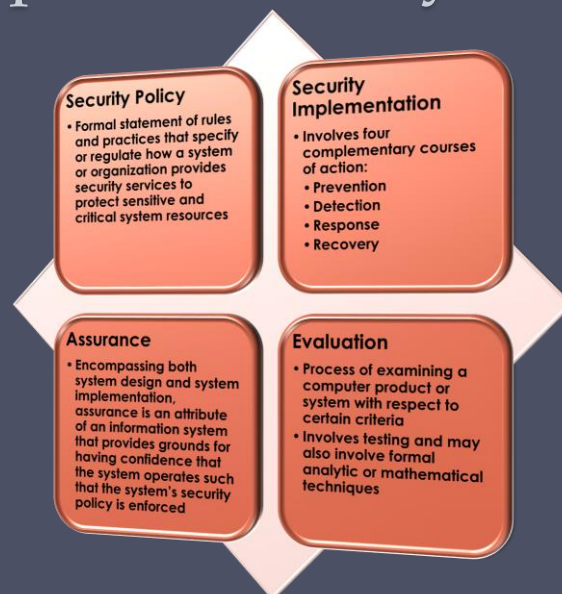 Security Policy
• Formal statement of rules
and practices that specify
or regulate how a system
or organization provides
security services to
protect sensitive and
critical system resources
Security
Implementation
• Involves four
complementary courses
of action:
• Prevention
• Detection
• Response
• Recovery
Assurance
• Encompassing both
system design and system
implementation,
assurance is an attribute
of an information system
that provides grounds for
having confidence that
the system operates such
that the system's security
policy is enforced
Evaluation
• Process of examining a
computer product or
system with respect to
certain criteria
• Involves testing and may
also involve formal
analytic or mathematical
techniques